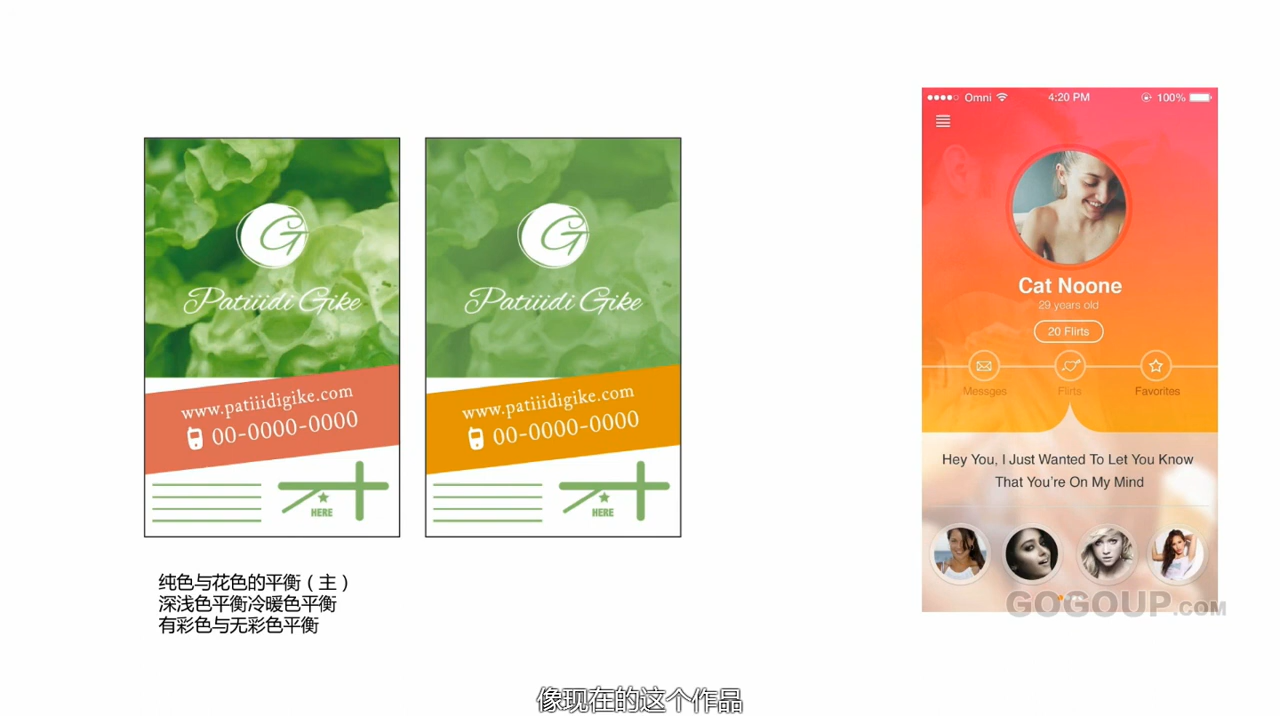 G
Patiiidi Gike
www.patiiidigike.com
00-0000-0000
HERE
G
Patiiidi Gike
www.patiiidigike.com
00-0000-0000
HERE
纯色与花色的平衡（主）
深浅色平衡冷暖色平衡
有彩色与无彩色平衡
Omni 4:20 PM 100%
Cat Noone
29 years old
20 Flirts
Messges Flirts Favorites
Hey You, I Just Wanted To Let You Know
That You're On My Mind
GOGOUP.COM
像现在的这个作品